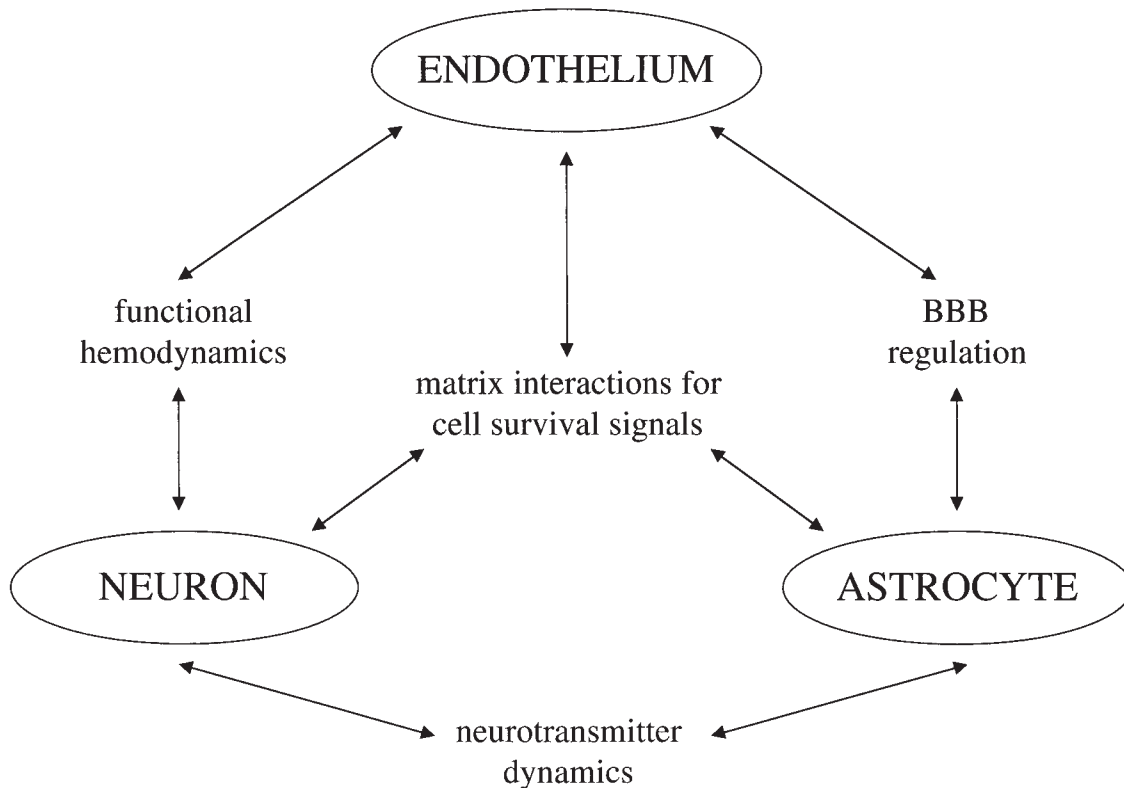 ENDOTHELIUM
functional
hemodynamics
BBB
regulation
matrix interactions for
cell survival signals
NEURON
ASTROCYTE
neurotransmitter
dynamics